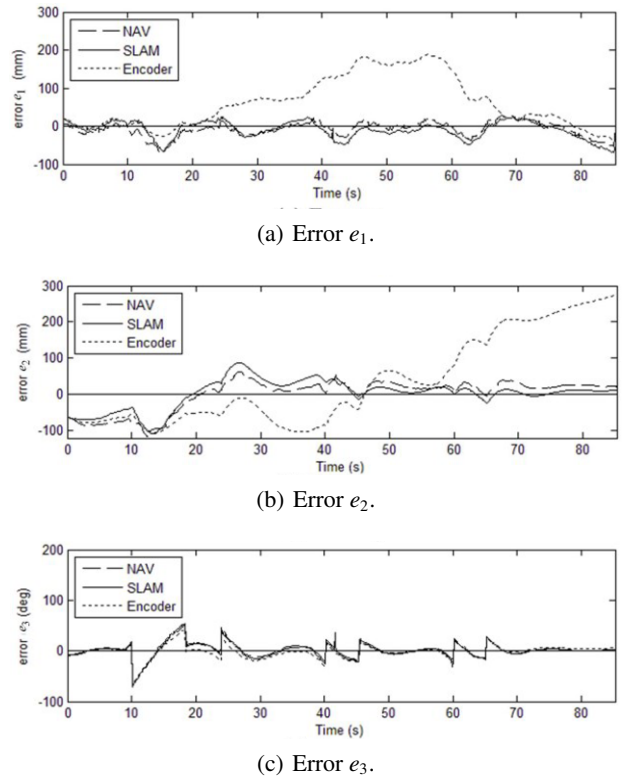 300
200
100
0
-100
error e1 (mm)
NAV
SLAM
Encoder
0 10 20 30 40 50 60 70 80
Time (s)
(a) Error e1.
300
200
100
0
-100
error e2 (mm)
NAV
SLAM
Encoder
0 10 20 30 40 50 60 70 80
Time (s)
(b) Error e2.
200
100
0
-100
error e3 (deg)
NAV
SLAM
Encoder
0 10 20 30 40 50 60 70 80
Time (s)
(c) Error e3.